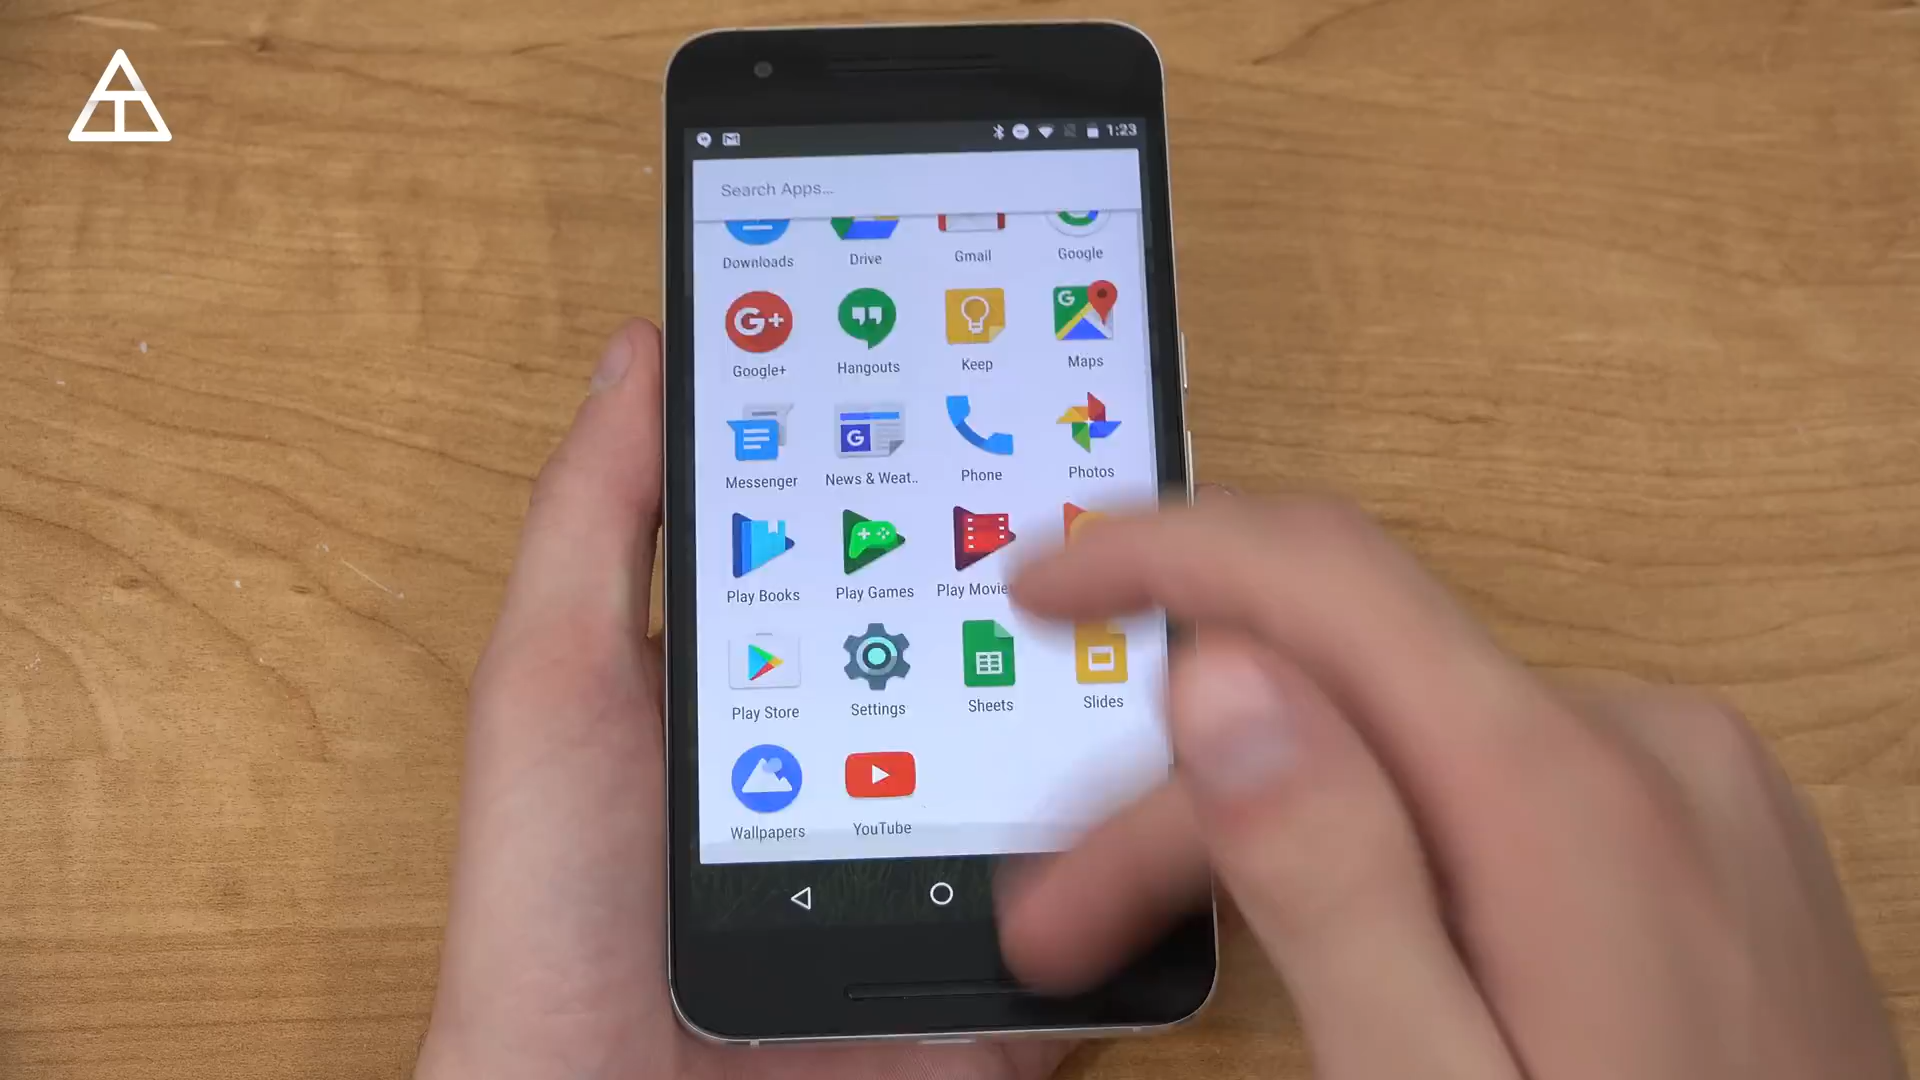 1:23
Search Apps...
Downloads Drive Gmail Google
G+ G
Google+ Hangouts Keep Maps
G
Messenger News & Weat.. Phone Photos
Play Books Play Games Play Movie
Play Store Settings Sheets Slides
Wallpapers YouTube